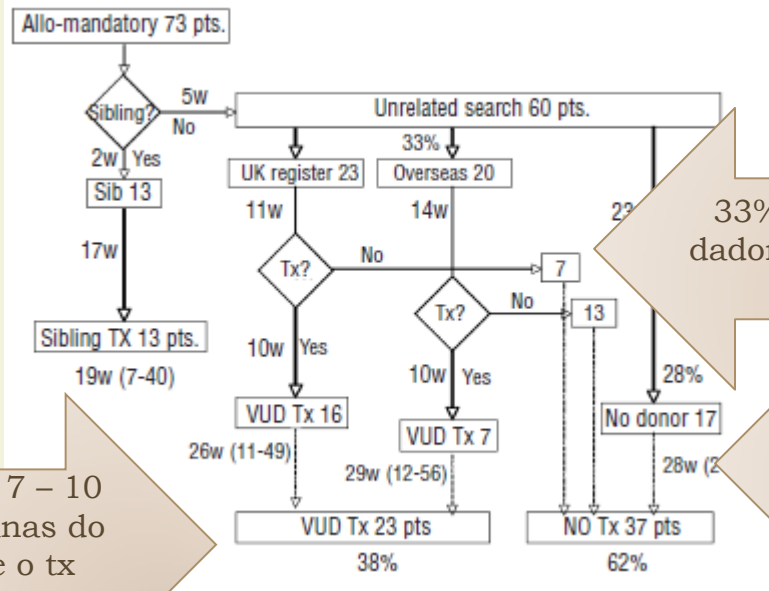 Allo-mandatory 73 pts.
Sibling?
5w
No
Unrelated search 60 pts.
2w Yes
33%
Sib 13
UK register 23
Overseas 20
11w
14w
17w
Tx?
No
7
33%
Tx?
No
13
Sibling TX 13 pts.
19w (7-40)
10w Yes
10w Yes
28%
VUD Tx 16
VUD Tx 7
No donor 17
26w (11-49)
29w (12-56)
28w (2
7 – 10
e o tx
VUD Tx 23 pts
NO Tx 37 pts
38%
62%